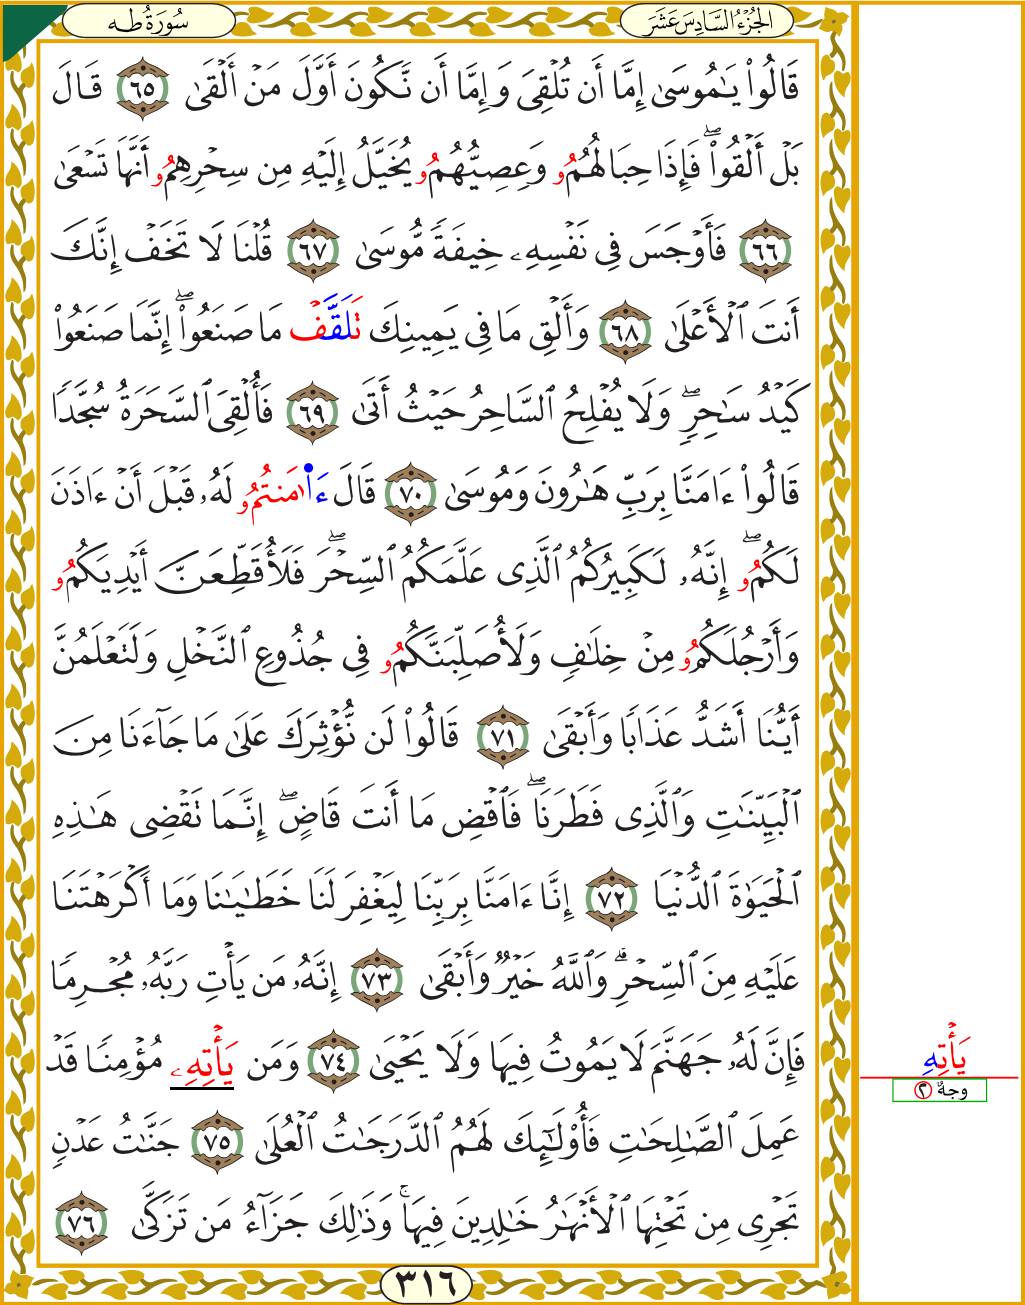 الجُزْءُ السَّادِسَ عَشَرَ
سُورَةُ طه
قَالُوا۟ يَـٰمُوسَىٰٓ إِمَّآ أَن تُلْقِىَ وَإِمَّآ أَن نَّكُونَ أَوَّلَ مَنْ أَلْقَىٰ ٦٥ قَالَ
بَلْ أَلْقُوا۟ۖ فَإِذَا حِبَالُهُمُو وَعِصِيُّهُمُو يُخَيَّلُ إِلَيْهِ مِن سِحْرِهِمُو أَنَّهَا تَسْعَىٰ
٦٦ فَأَوْجَسَ فِى نَفْسِهِۦ خِيفَةً مُّوسَىٰ ٦٧ قُلْنَا لَا تَخَفْ إِنَّكَ
أَنتَ ٱلْأَعْلَىٰ ٦٨ وَأَلْقِ مَا فِى يَمِينِكَ تَلَقَّفْ مَا صَنَعُوٓا۟ۖ إِنَّمَا صَنَعُوا۟
كَيْدُ سَـٰحِرٍۖ وَلَا يُفْلِحُ ٱلسَّاحِرُ حَيْثُ أَتَىٰ ٦٩ فَأُلْقِىَ ٱلسَّحَرَةُ سُجَّدًا
قَالُوٓا۟ ءَامَنَّا بِرَبِّ هَـٰرُونَ وَمُوسَىٰ ٧٠ قَالَ ءَا۬ا۟مَنتُمُو لَهُۥ قَبْلَ أَنْ ءَاذَنَ
لَكُمُوۖ إِنَّهُۥ لَكَبِيرُكُمُ ٱلَّذِى عَلَّمَكُمُ ٱلسِّحْرَۖ فَلَأُقَطِّعَنَّ أَيْدِيَكُمُو
وَأَرْجُلَكُمُو مِنْ خِلَـٰفٍ وَلَأُصَلِّبَنَّكُمُو فِى جُذُوعِ ٱلنَّخْلِ وَلَتَعْلَمُنَّ
أَيُّنَآ أَشَدُّ عَذَابًا وَأَبْقَىٰ ٧١ قَالُوا۟ لَن نُّؤْثِرَكَ عَلَىٰ مَا جَآءَنَا مِنَ
ٱلْبَيِّنَـٰتِ وَٱلَّذِى فَطَرَنَاۖ فَٱقْضِ مَآ أَنتَ قَاضٍۖ إِنَّمَا تَقْضِى هَـٰذِهِ
ٱلْحَيَوٰةَ ٱلدُّنْيَآ ٧٢ إِنَّآ ءَامَنَّا بِرَبِّنَا لِيَغْفِرَ لَنَا خَطَـٰيَـٰنَا وَمَآ أَكْرَهْتَنَا
عَلَيْهِ مِنَ ٱلسِّحْرِۗ وَٱللَّهُ خَيْرٌ وَأَبْقَىٰٓ ٧٣ إِنَّهُۥ مَن يَأْتِ رَبَّهُۥ مُجْرِمًا
فَإِنَّ لَهُۥ جَهَنَّمَ لَا يَمُوتُ فِيهَا وَلَا يَحْيَىٰ ٧٤ وَمَن يَأْتِهِۦ مُؤْمِنًا قَدْ
عَمِلَ ٱلصَّـٰلِحَـٰتِ فَأُو۟لَـٰٓئِكَ لَهُمُ ٱلدَّرَجَـٰتُ ٱلْعُلَىٰ ٧٥ جَنَّـٰتُ عَدْنٍ
تَجْرِى مِن تَحْتِهَا ٱلْأَنْهَـٰرُ خَـٰلِدِينَ فِيهَاۚ وَذَٰلِكَ جَزَآءُ مَن تَزَكَّىٰ ٧٦
يَأْتِهِ
وجهٌ ٢
٣١٦